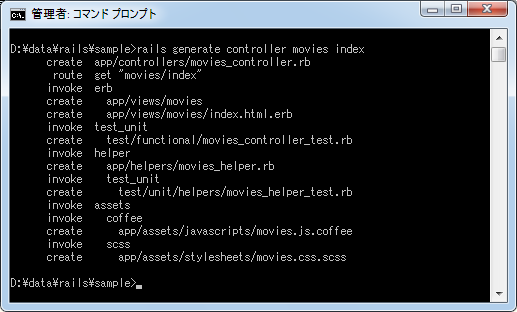 管理者: コマンド プロンプト
D:¥data¥rails¥sample>rails generate controller movies index
create app/controllers/movies_controller.rb
route get "movies/index"
invoke erb
create app/views/movies
create app/views/movies/index.html.erb
invoke test_unit
create test/functional/movies_controller_test.rb
invoke helper
create app/helpers/movies_helper.rb
invoke test_unit
create test/unit/helpers/movies_helper_test.rb
invoke assets
invoke coffee
create app/assets/javascripts/movies.js.coffee
invoke scss
create app/assets/stylesheets/movies.css.scss
D:¥data¥rails¥sample>